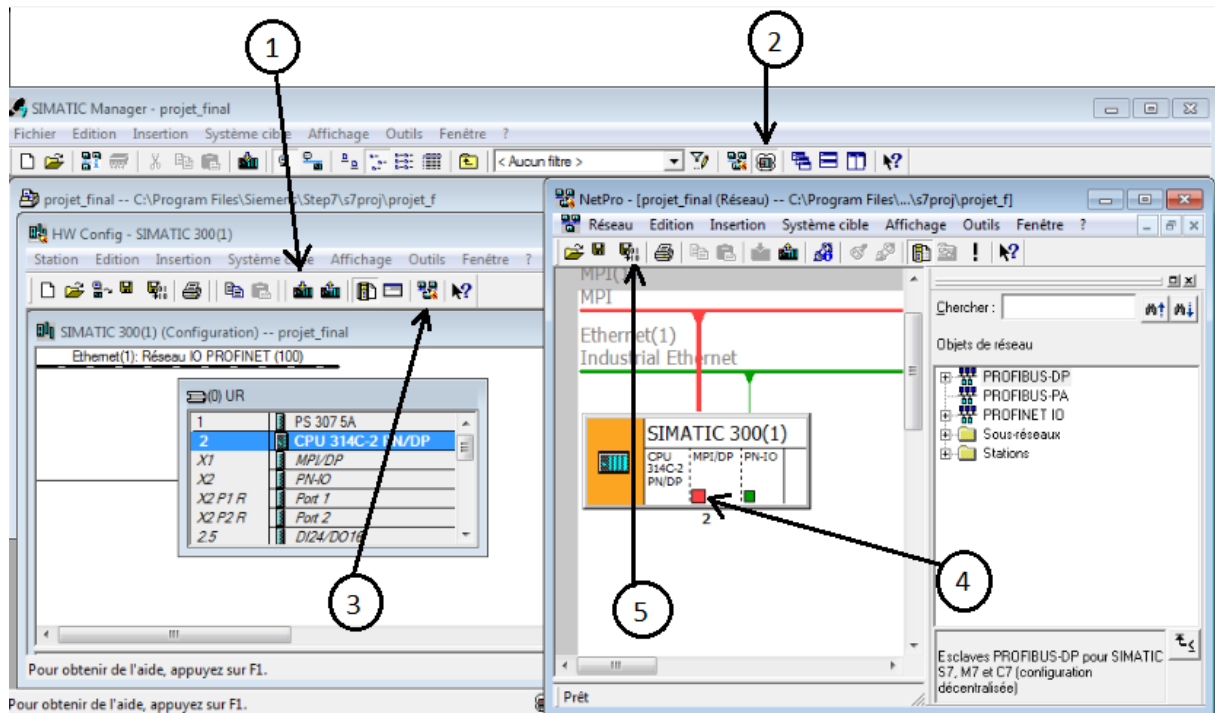 1
2
SIMATIC Manager - projet_final
Fichier Edition Insertion Système cible Affichage Outils Fenêtre ?
< Aucun filtre >
projet_final -- C:\Program Files\Siemens\Step7\s7proj\projet_f
HW Config - SIMATIC 300(1)
Station Edition Insertion Système cible Affichage Outils Fenêtre ?
SIMATIC 300(1) (Configuration) -- projet_final
Ethernet(1): Réseau IO PROFINET (100)
(0) UR
1 PS 307 5A
2 CPU 314C-2 PN/DP
X1 MPI/DP
X2 PN-IO
X2 P1 R Port 1
X2 P2 R Port 2
2.5 DI24/DO16
3
Pour obtenir de l'aide, appuyez sur F1.
Pour obtenir de l'aide, appuyez sur F1.
NetPro - [projet_final (Réseau) -- C:\Program Files\...\s7proj\projet_f]
Réseau Edition Insertion Système cible Affichage Outils Fenêtre ?
MPI(1)
MPI
Ethernet(1)
Industrial Ethernet
SIMATIC 300(1)
CPU 314C-2 PN/DP
MPI/DP
PN-IO
2
4
5
Prêt
Chercher :
Objets de réseau
PROFIBUS-DP
PROFIBUS-PA
PROFINET IO
Sous-réseaux
Stations
Esclaves PROFIBUS-DP pour SIMATIC
S7, M7 et C7 (configuration
décentralisée)